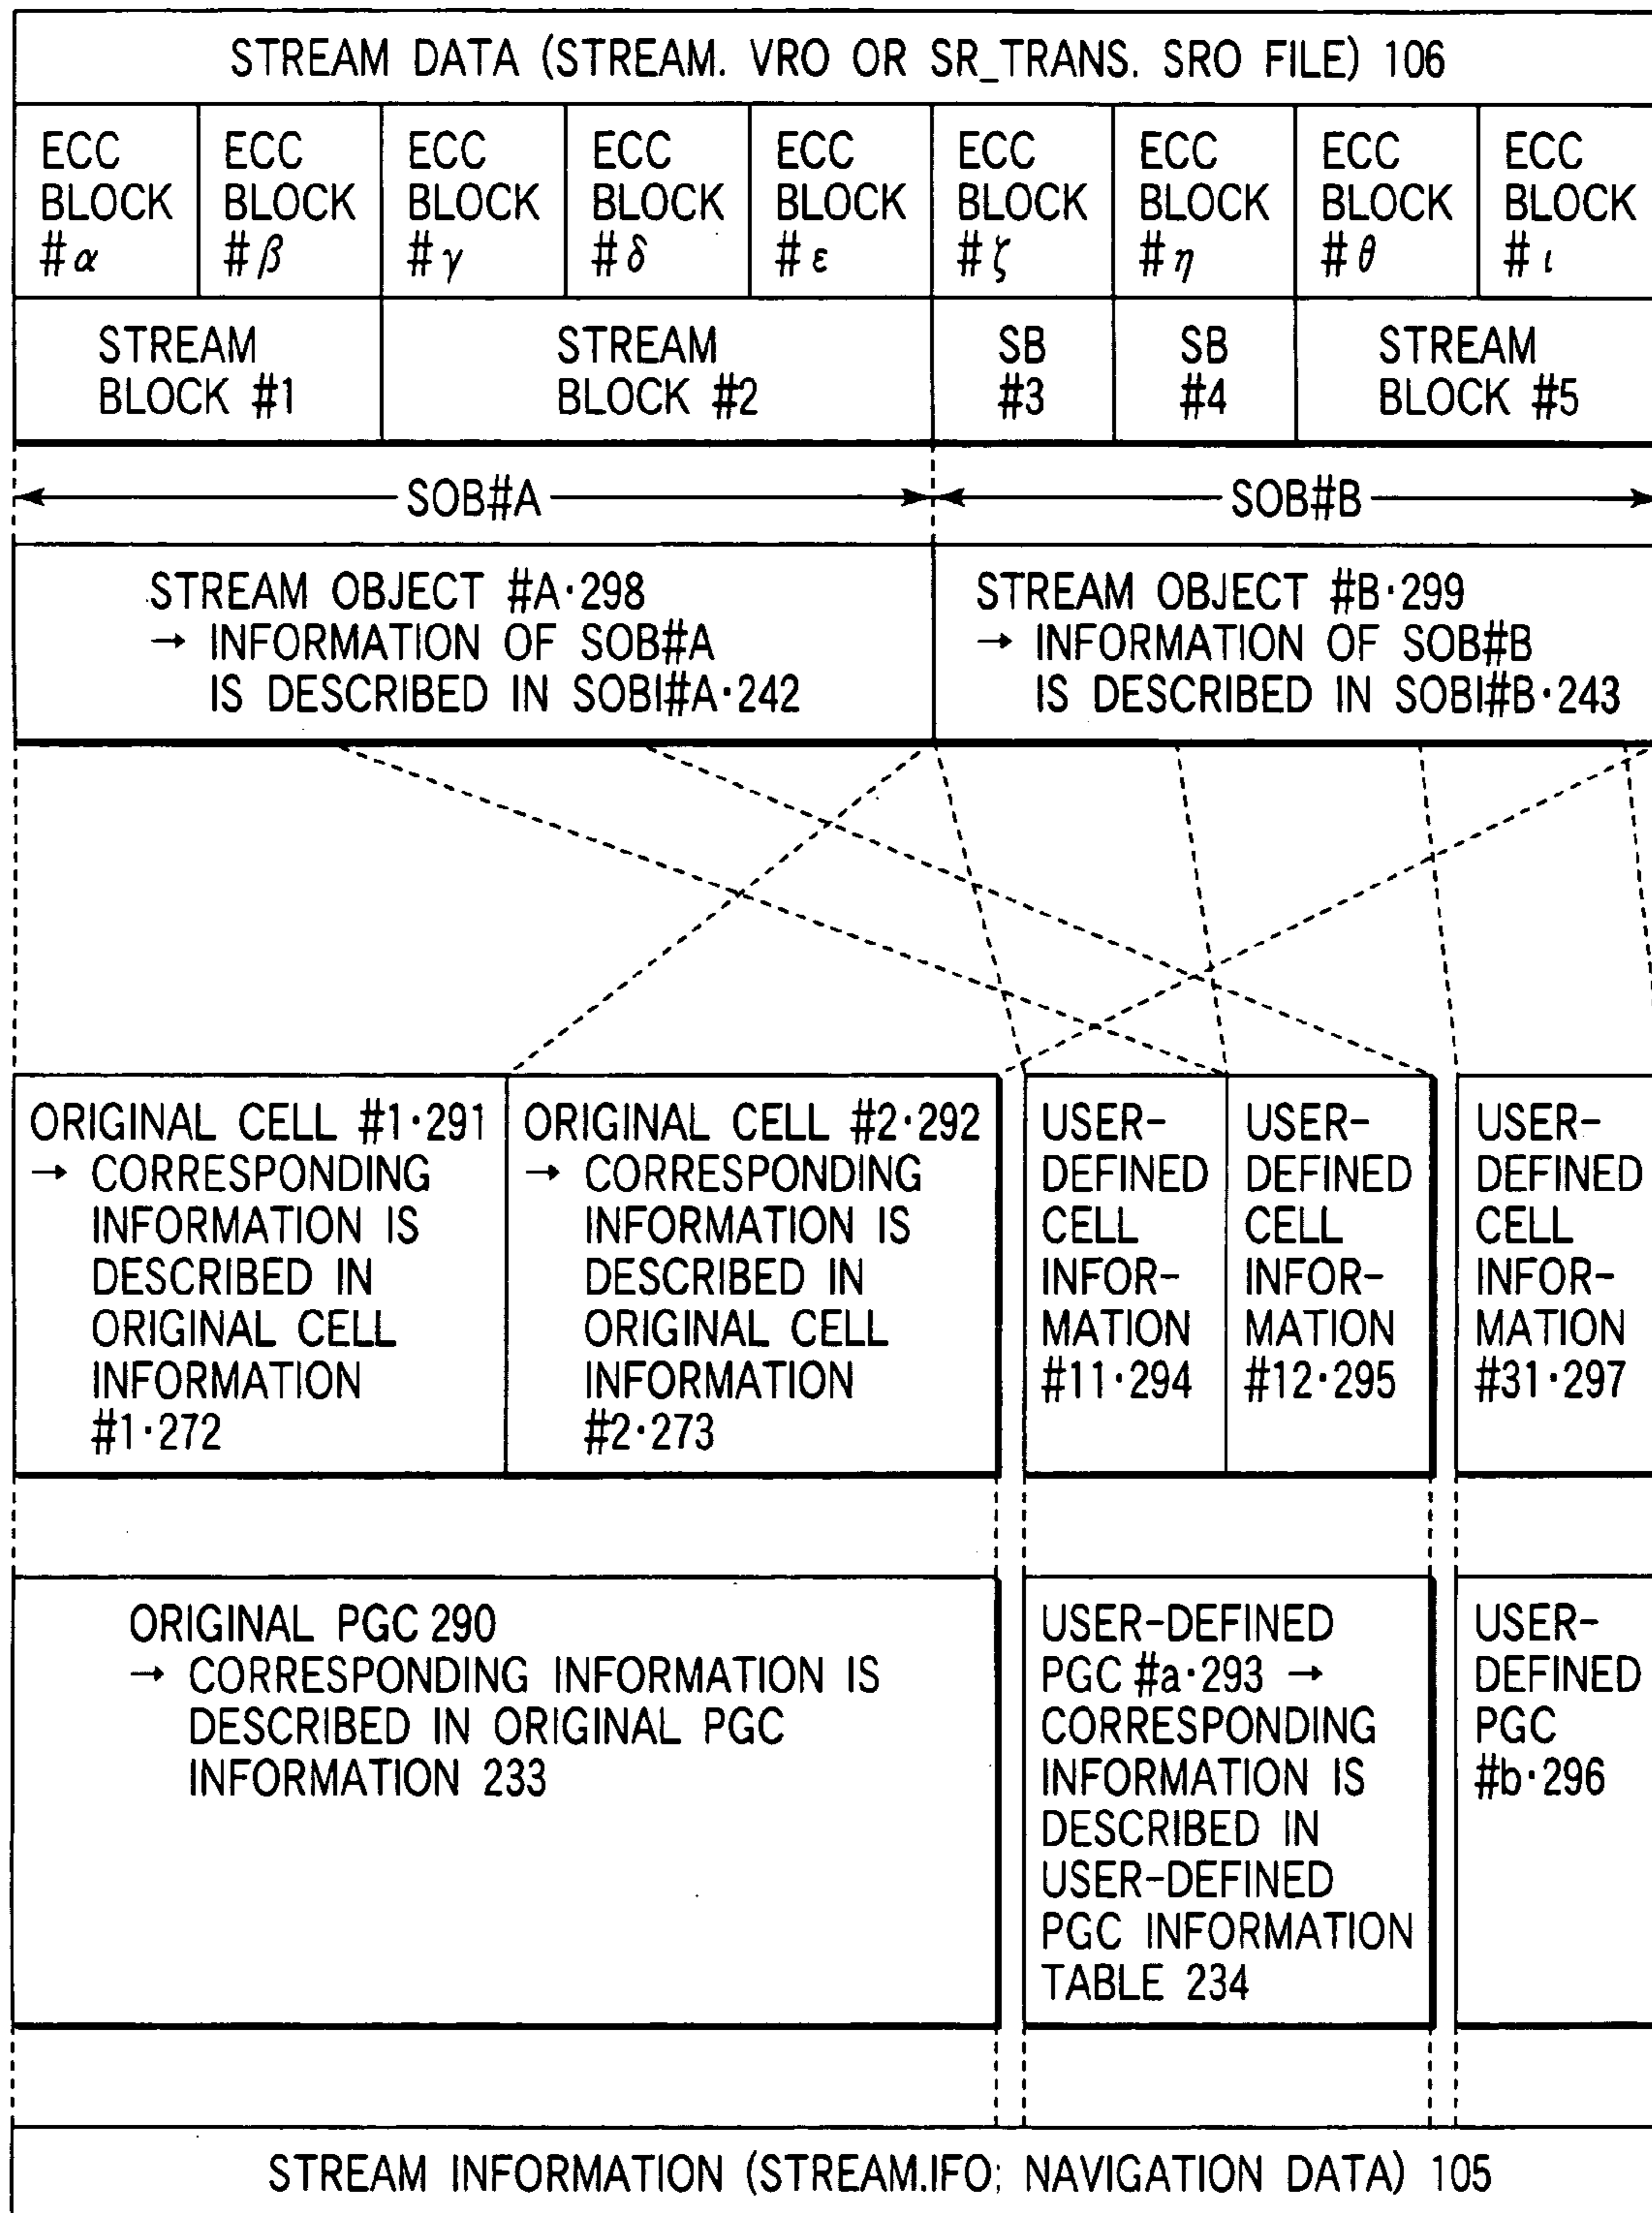 STREAM DATA (STREAM. VRO OR SR_TRANS. SRO FILE) 106
ECC
BLOCK
#α
ECC
BLOCK
#β
ECC
BLOCK
#γ
ECC
BLOCK
#δ
ECC
BLOCK
#ε
ECC
BLOCK
#ζ
ECC
BLOCK
#η
ECC
BLOCK
#θ
ECC
BLOCK
#ι
STREAM
BLOCK #1
STREAM
BLOCK #2
SB
#3
SB
#4
STREAM
BLOCK #5
SOB#A
SOB#B
STREAM OBJECT #A·298
→ INFORMATION OF SOB#A
IS DESCRIBED IN SOBI#A·242
STREAM OBJECT #B·299
→ INFORMATION OF SOB#B
IS DESCRIBED IN SOBI#B·243
ORIGINAL CELL #1·291
→ CORRESPONDING
INFORMATION IS
DESCRIBED IN
ORIGINAL CELL
INFORMATION
#1·272
ORIGINAL CELL #2·292
→ CORRESPONDING
INFORMATION IS
DESCRIBED IN
ORIGINAL CELL
INFORMATION
#2·273
USER-
DEFINED
CELL
INFOR-
MATION
#11·294
USER-
DEFINED
CELL
INFOR-
MATION
#12·295
USER-
DEFINED
CELL
INFOR-
MATION
#31·297
ORIGINAL PGC 290
→ CORRESPONDING INFORMATION IS
DESCRIBED IN ORIGINAL PGC
INFORMATION 233
USER-DEFINED
PGC #a·293 →
CORRESPONDING
INFORMATION IS
DESCRIBED IN
USER-DEFINED
PGC INFORMATION
TABLE 234
USER-
DEFINED
PGC
#b·296
STREAM INFORMATION (STREAM.IFO; NAVIGATION DATA) 105